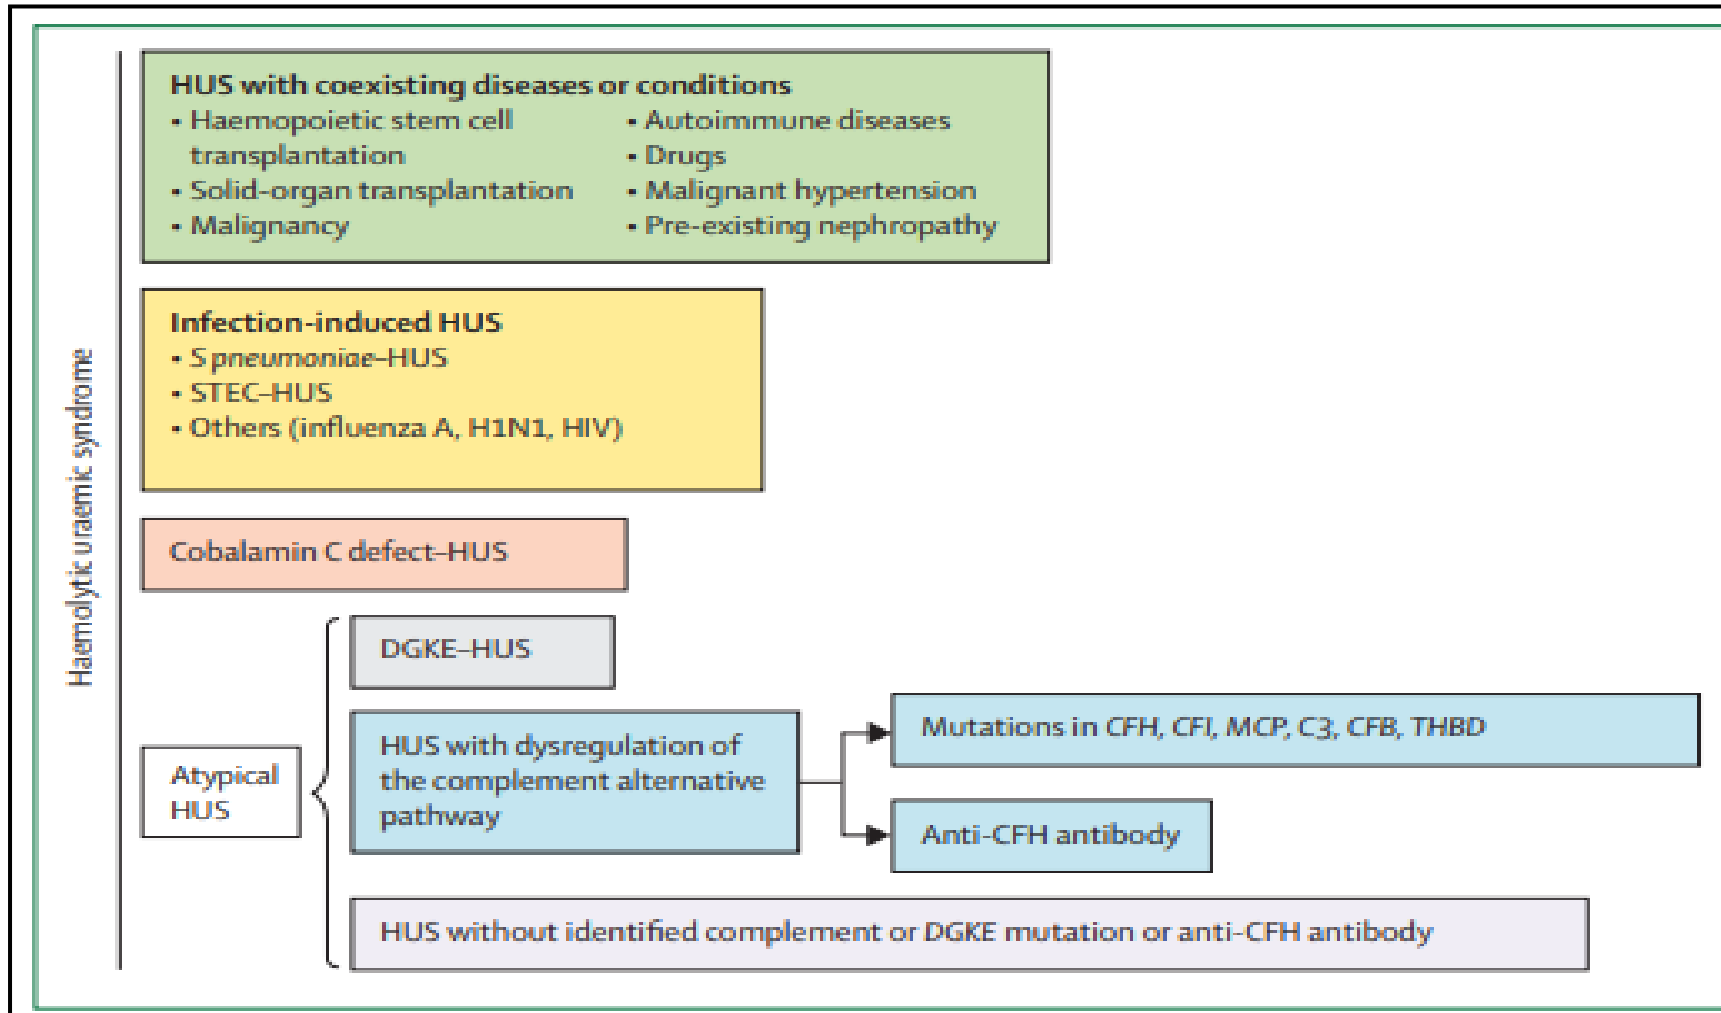 Haemolytic uraemic syndrome
HUS with coexisting diseases or conditions
• Haemopoietic stem cell
transplantation
• Solid-organ transplantation
• Malignancy
• Autoimmune diseases
• Drugs
• Malignant hypertension
• Pre-existing nephropathy
Infection-induced HUS
• S pneumoniae–HUS
• STEC–HUS
• Others (influenza A, H1N1, HIV)
Cobalamin C defect–HUS
Atypical
HUS
DGKE–HUS
HUS with dysregulation of
the complement alternative
pathway
Mutations in CFH, CFI, MCP, C3, CFB, THBD
Anti-CFH antibody
HUS without identified complement or DGKE mutation or anti-CFH antibody